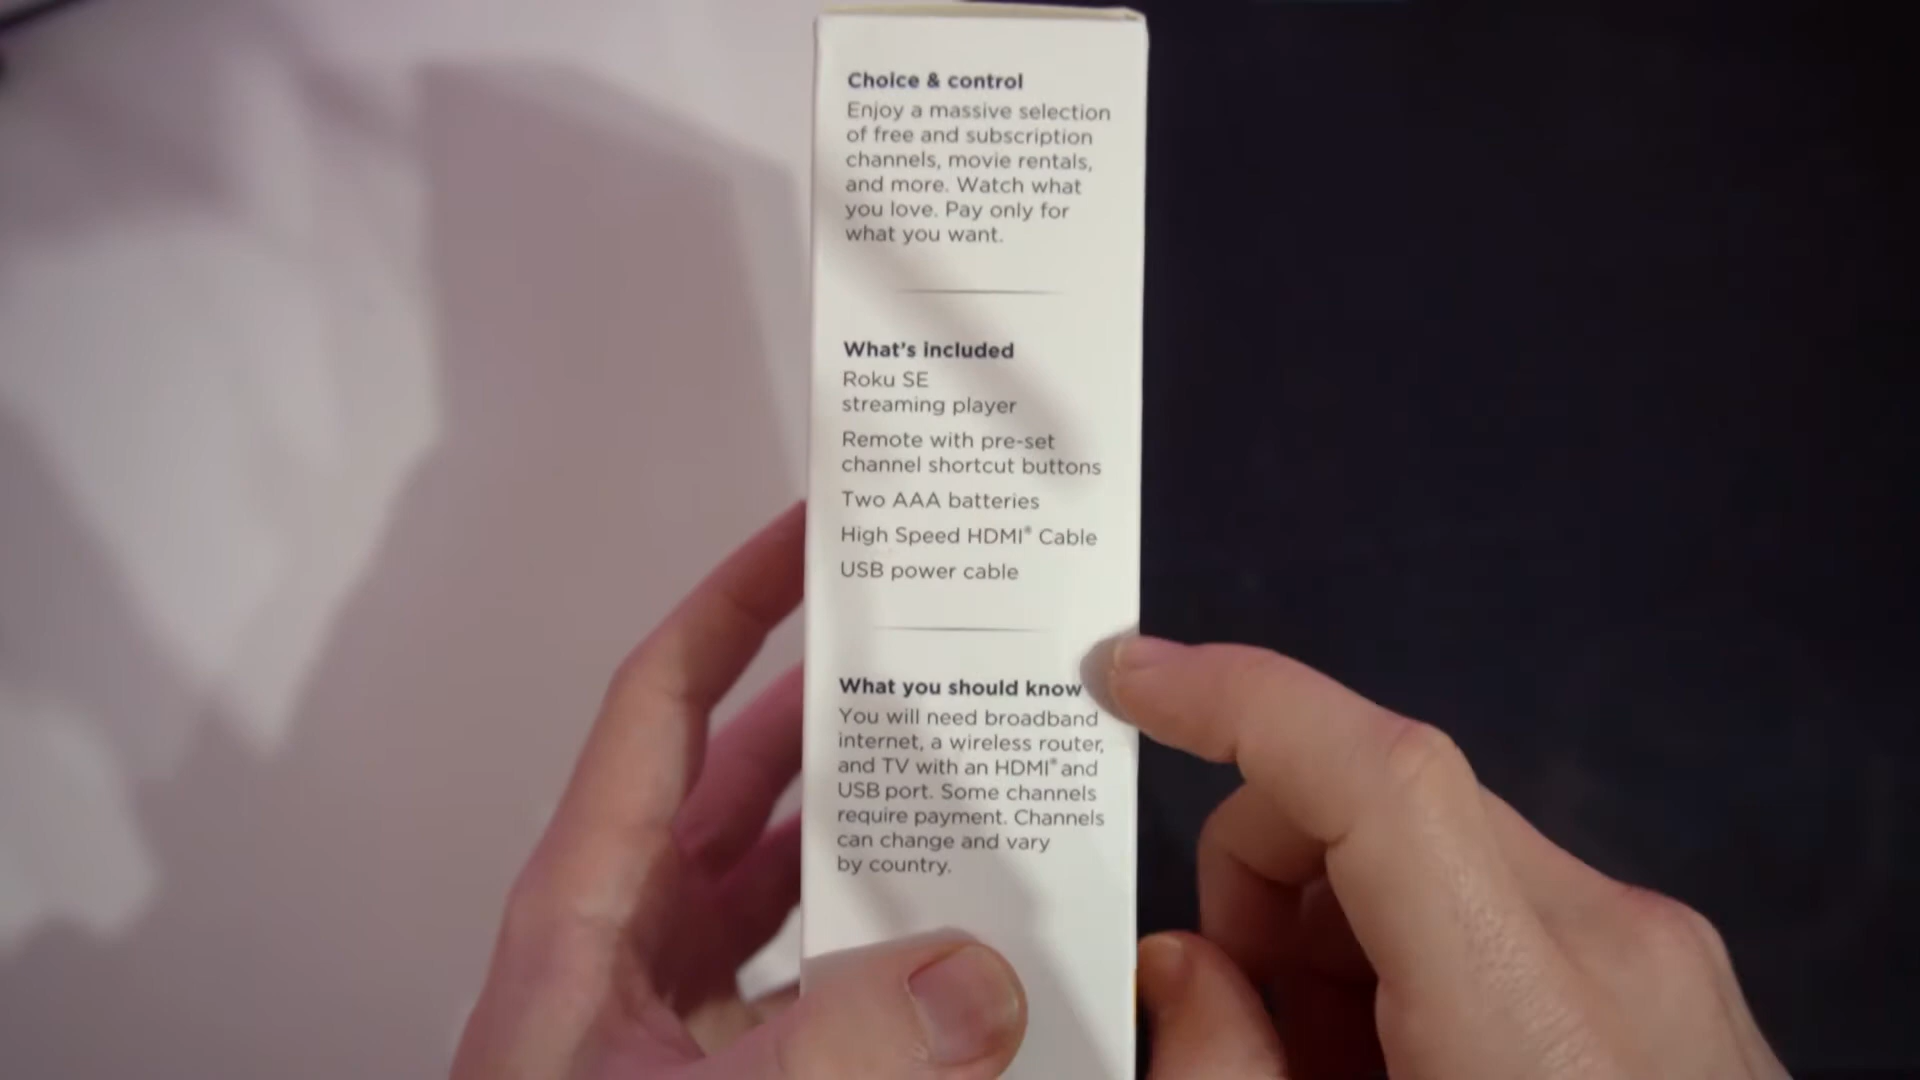 Choice & control
Enjoy a massive selection
of free and subscription
channels, movie rentals,
and more. Watch what
you love. Pay only for
what you want.
What's included
Roku SE
streaming player
Remote with pre-set
channel shortcut buttons
Two AAA batteries
High Speed HDMI® Cable
USB power cable
What you should know
You will need broadband
internet, a wireless router,
and TV with an HDMI® and
USB port. Some channels
require payment. Channels
can change and vary
by country.